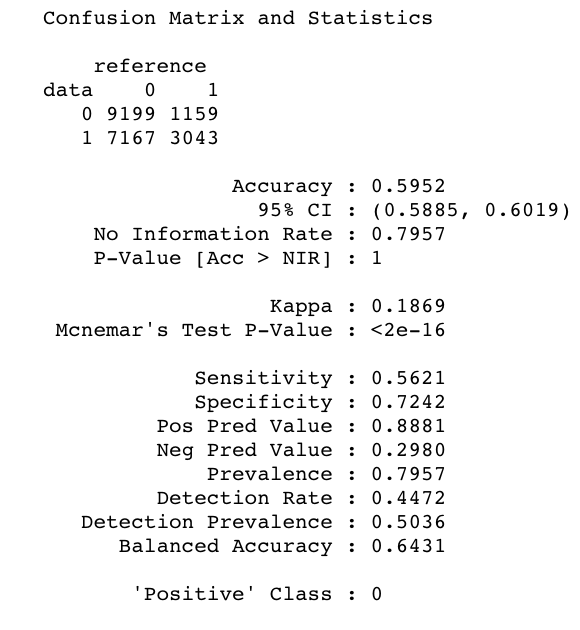 Confusion Matrix and Statistics
reference
data 0 1
0 9199 1159
1 7167 3043
Accuracy : 0.5952
95% CI : (0.5885, 0.6019)
No Information Rate : 0.7957
P-Value [Acc > NIR] : 1
Kappa : 0.1869
Mcnemar's Test P-Value : <2e-16
Sensitivity : 0.5621
Specificity : 0.7242
Pos Pred Value : 0.8881
Neg Pred Value : 0.2980
Prevalence : 0.7957
Detection Rate : 0.4472
Detection Prevalence : 0.5036
Balanced Accuracy : 0.6431
'Positive' Class : 0